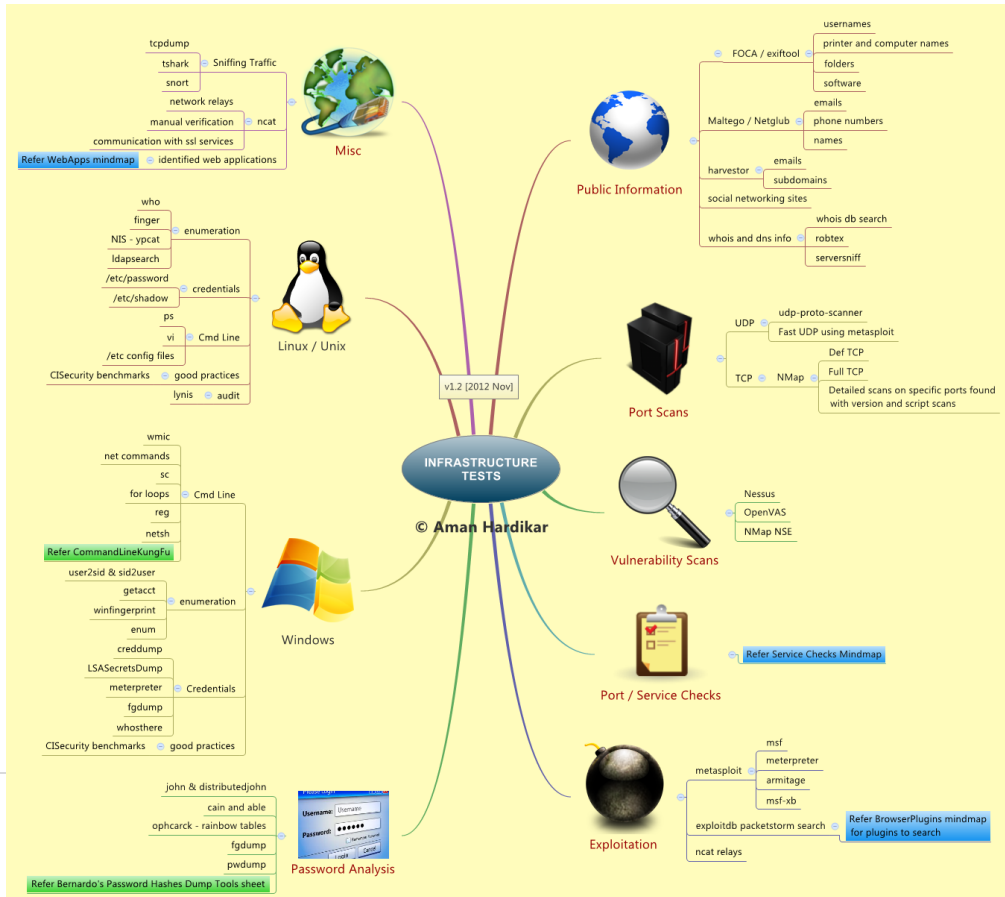 tcpdump
tshark
snort
Sniffing Traffic
network relays
manual verification
communication with ssl services
ncat
Refer WebApps mindmap
identified web applications
Misc
who
finger
NIS - ypcat
ldapsearch
enumeration
/etc/password
/etc/shadow
credentials
ps
vi
/etc config files
Cmd Line
CISecurity benchmarks
good practices
lynis
audit
Linux / Unix
wmic
net commands
sc
for loops
reg
netsh
Refer CommandLineKungFu
Cmd Line
user2sid & sid2user
getacct
winfingerprint
enum
enumeration
creddump
LSASecretsDump
meterpreter
fgdump
whosthere
Credentials
CISecurity benchmarks
good practices
Windows
john & distributedjohn
cain and able
ophcarck - rainbow tables
fgdump
pwdump
Refer Bernardo's Password Hashes Dump Tools sheet
Username:
Username
Password:
Cancel
Password Analysis
v1.2 [2012 Nov]
INFRASTRUCTURE
TESTS
© Aman Hardikar
Public Information
FOCA / exiftool
usernames
printer and computer names
folders
software
Maltego / Netglub
emails
phone numbers
names
harvestor
emails
subdomains
social networking sites
whois and dns info
whois db search
robtex
serversniff
Port Scans
UDP
udp-proto-scanner
Fast UDP using metasploit
TCP
NMap
Def TCP
Full TCP
Detailed scans on specific ports found
with version and script scans
Vulnerability Scans
Nessus
OpenVAS
NMap NSE
Port / Service Checks
Refer Service Checks Mindmap
Exploitation
metasploit
msf
meterpreter
armitage
msf-xb
exploitdb packetstorm search
Refer BrowserPlugins mindmap
for plugins to search
ncat relays